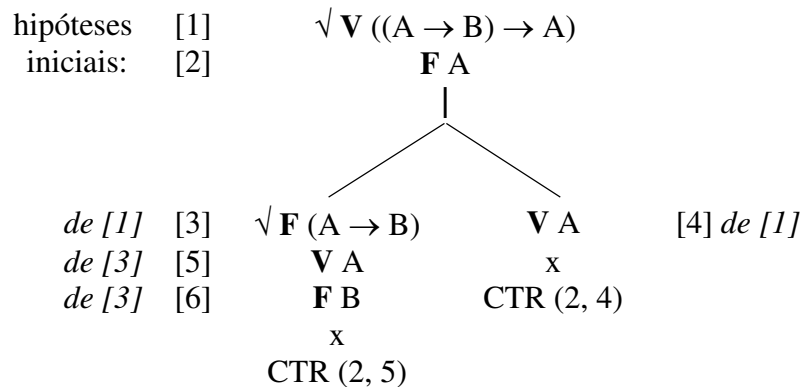 hipóteses [1] √ V ((A → B) → A)
iniciais: [2] F A
de [1] [3] √ F (A → B) V A [4] de [1]
de [3] [5] V A x
de [3] [6] F B CTR (2, 4)
x
CTR (2, 5)